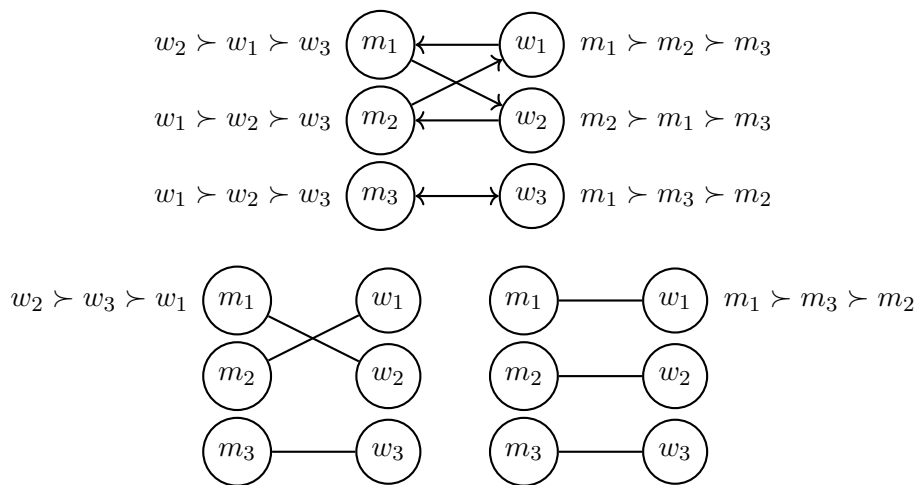 w₂ ≻ w₁ ≻ w₃ m₁ w₁ m₁ ≻ m₂ ≻ m₃
w₁ ≻ w₂ ≻ w₃ m₂ w₂ m₂ ≻ m₁ ≻ m₃
w₁ ≻ w₂ ≻ w₃ m₃ w₃ m₁ ≻ m₃ ≻ m₂
w₂ ≻ w₃ ≻ w₁ m₁ w₁ m₁ w₁ m₁ ≻ m₃ ≻ m₂
m₂ w₂ m₂ w₂
m₃ w₃ m₃ w₃